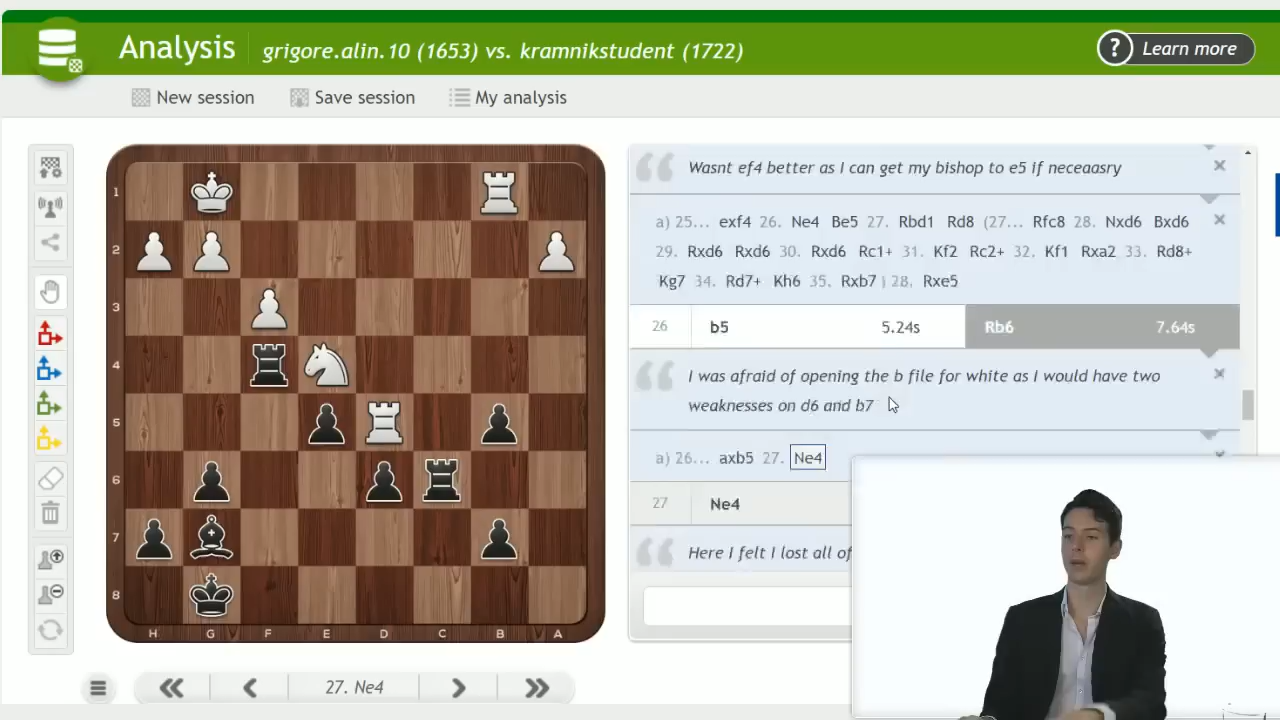 Analysis grigore.alin.10 (1653) vs. kramnikstudent (1722)
? Learn more
New session Save session My analysis
Wasnt ef4 better as I can get my bishop to e5 if neceaasry
a) 25... exf4 26. Ne4 Be5 27. Rbd1 Rd8 (27... Rfc8 28. Nxd6 Bxd6
29. Rxd6 Rxd6 30. Rxd6 Rc1+ 31. Kf2 Rc2+ 32. Kf1 Rxa2 33. Rd8+
Kg7 34. Rd7+ Kh6 35. Rxb7 ) 28. Rxe5
26 b5 5.24s Rb6 7.64s
I was afraid of opening the b file for white as I would have two
weaknesses on d6 and b7
a) 26... axb5 27. Ne4
27 Ne4
Here I felt I lost all of
1
2
3
4
5
6
7
8
H G F E D C B A
27. Ne4